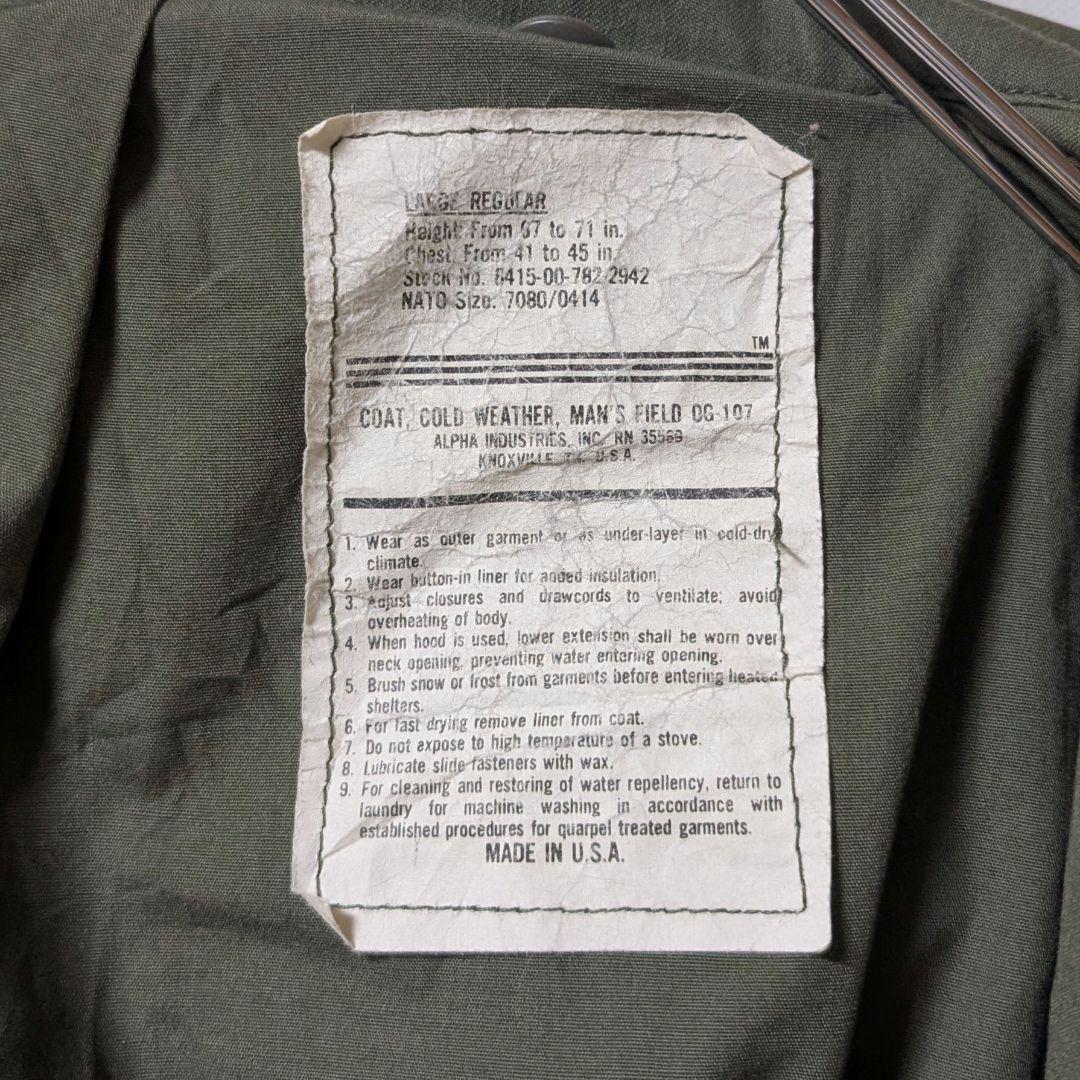 LARGE REGULAR
Height: From 67 to 71 in.
Chest: From 41 to 45 in.
Stock No. 8415-00-782-2942
NATO Size: 7080/0414
TM
COAT, COLD WEATHER, MAN'S FIELD OG-107
ALPHA INDUSTRIES, INC. RN 35589
KNOXVILLE, TN. U.S.A.
1. Wear as outer garment or as under-layer in cold-dry
climate.
2. Wear button-in liner for added insulation.
3. Adjust closures and drawcords to ventilate; avoid
overheating of body.
4. When hood is used, lower extension shall be worn over
neck opening, preventing water entering opening.
5. Brush snow or frost from garments before entering heated
shelters.
6. For fast drying remove liner from coat.
7. Do not expose to high temperature of a stove.
8. Lubricate slide fasteners with wax.
9. For cleaning and restoring of water repellency, return to
laundry for machine washing in accordance with
established procedures for quarpel treated garments.
MADE IN U.S.A.